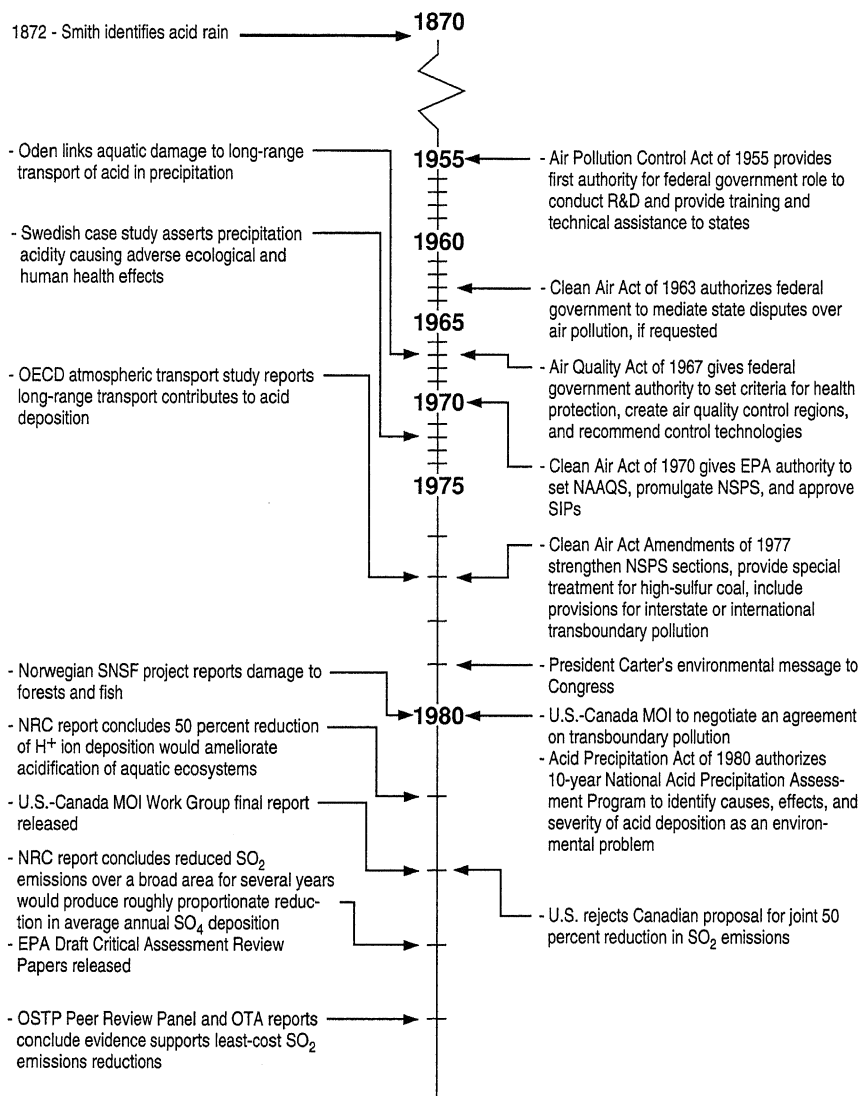 1870
1872 - Smith identifies acid rain
- Oden links aquatic damage to long-range
transport of acid in precipitation
1955
- Air Pollution Control Act of 1955 provides
first authority for federal government role to
conduct R&D and provide training and
technical assistance to states
- Swedish case study asserts precipitation
acidity causing adverse ecological and
human health effects
1960
- Clean Air Act of 1963 authorizes federal
government to mediate state disputes over
air pollution, if requested
1965
- OECD atmospheric transport study reports
long-range transport contributes to acid
deposition
- Air Quality Act of 1967 gives federal
government authority to set criteria for health
protection, create air quality control regions,
and recommend control technologies
1970
- Clean Air Act of 1970 gives EPA authority to
set NAAQS, promulgate NSPS, and approve
SIPs
1975
- Clean Air Act Amendments of 1977
strengthen NSPS sections, provide special
treatment for high-sulfur coal, include
provisions for interstate or international
transboundary pollution
- Norwegian SNSF project reports damage to
forests and fish
- President Carter's environmental message to
Congress
1980
- U.S.-Canada MOI to negotiate an agreement
on transboundary pollution
- Acid Precipitation Act of 1980 authorizes
10-year National Acid Precipitation Assess-
ment Program to identify causes, effects, and
severity of acid deposition as an environ-
mental problem
- NRC report concludes 50 percent reduction
of H+ ion deposition would ameliorate
acidification of aquatic ecosystems
- U.S.-Canada MOI Work Group final report
released
- NRC report concludes reduced SO2
emissions over a broad area for several years
would produce roughly proportionate reduc-
tion in average annual SO4 deposition
- EPA Draft Critical Assessment Review
Papers released
- U.S. rejects Canadian proposal for joint 50
percent reduction in SO2 emissions
- OSTP Peer Review Panel and OTA reports
conclude evidence supports least-cost SO2
emissions reductions